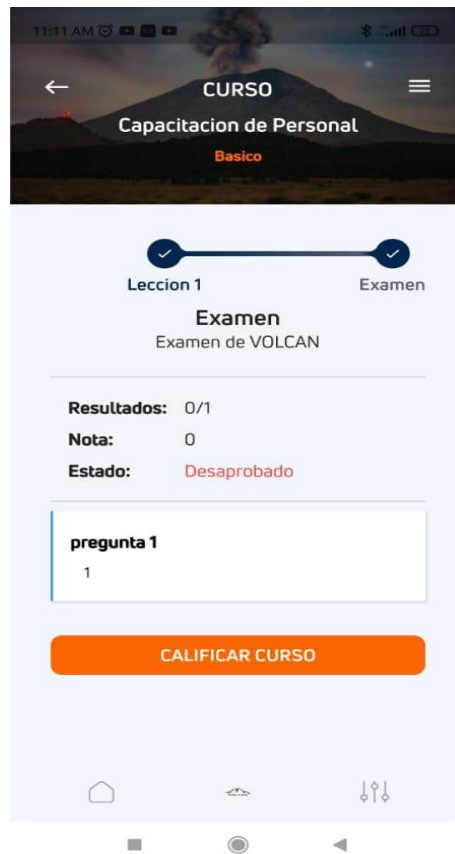 11:11 AM
CURSO
Capacitacion de Personal
Basico
Leccion 1
Examen
Examen
Examen de VOLCAN
Resultados: 0/1
Nota: 0
Estado: Desaprobado
pregunta 1
1
CALIFICAR CURSO